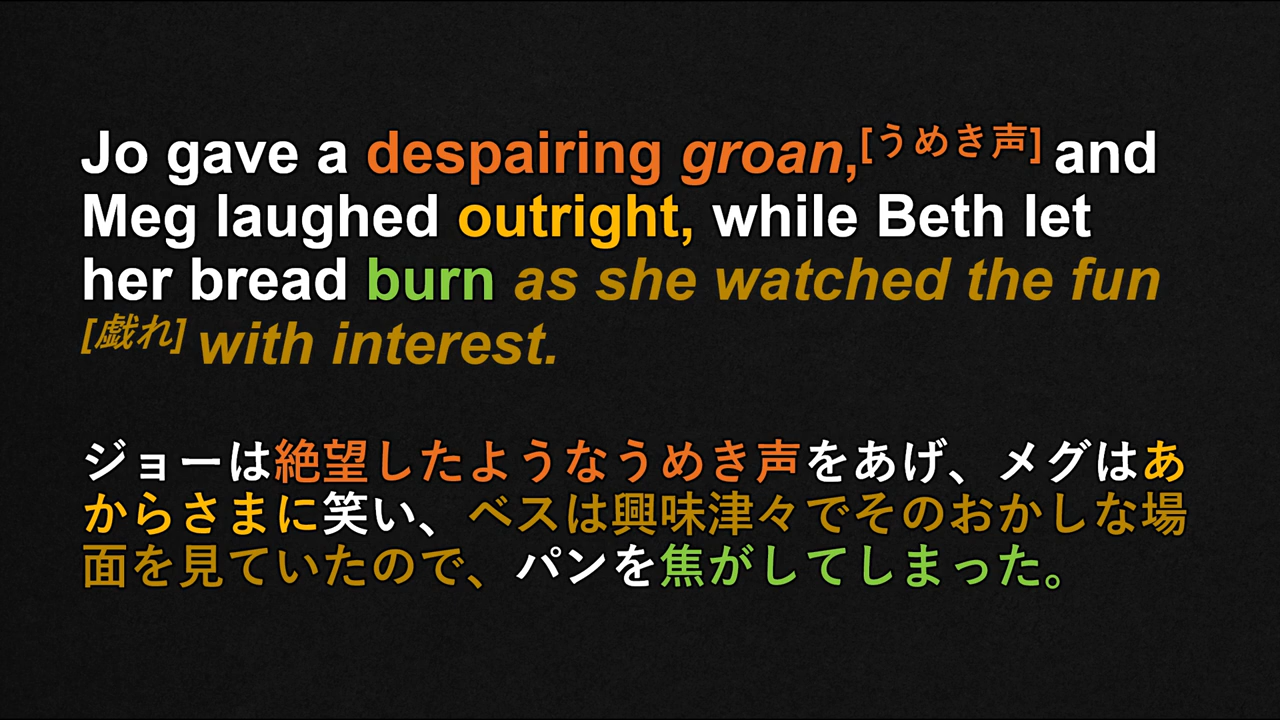 Jo gave a despairing groan,[うめき声] and
Meg laughed outright, while Beth let
her bread burn as she watched the fun
[戯れ] with interest.
ジョーは絶望したようなうめき声をあげ、メグはあ
からさまに笑い、ベスは興味津々でそのおかしな場
面を見ていたので、パンを焦がしてしまった。